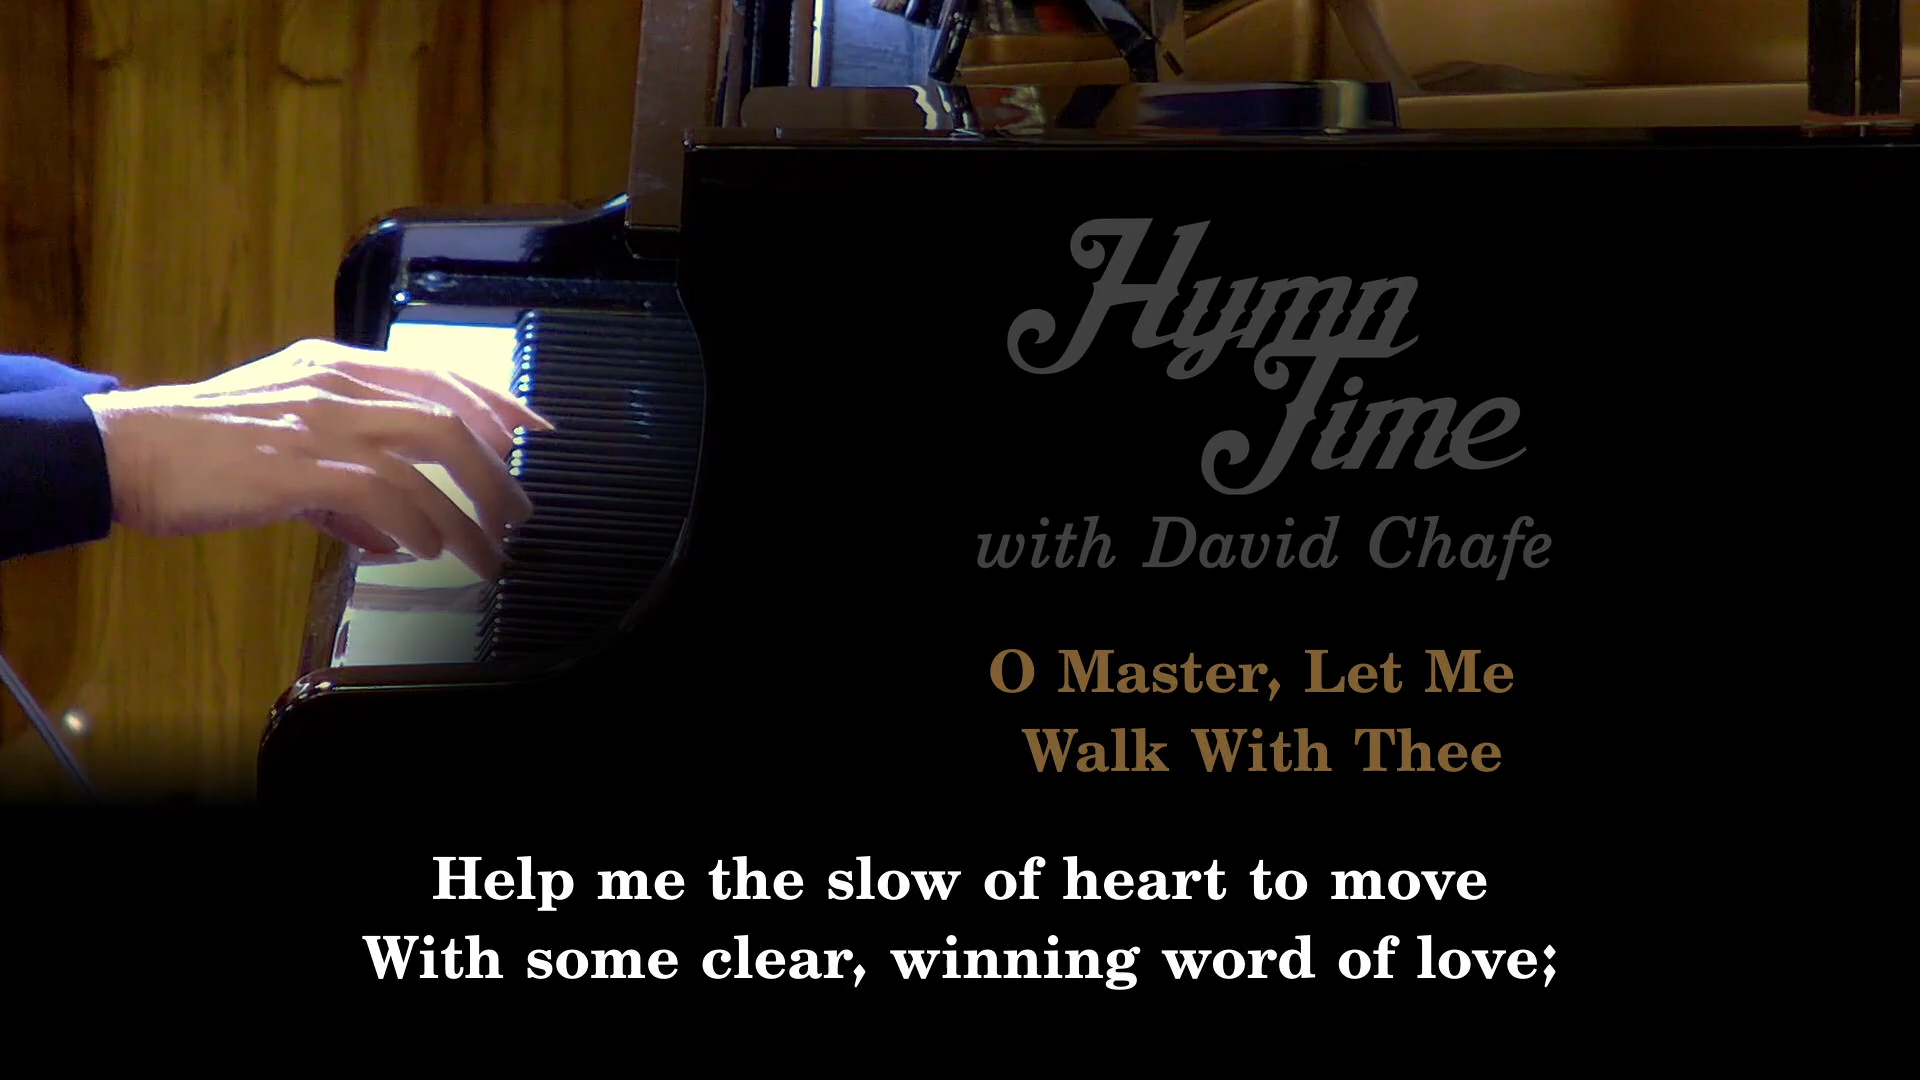 Hymn
Time
with David Chafe
O Master, Let Me
Walk With Thee
Help me the slow of heart to move
With some clear, winning word of love;